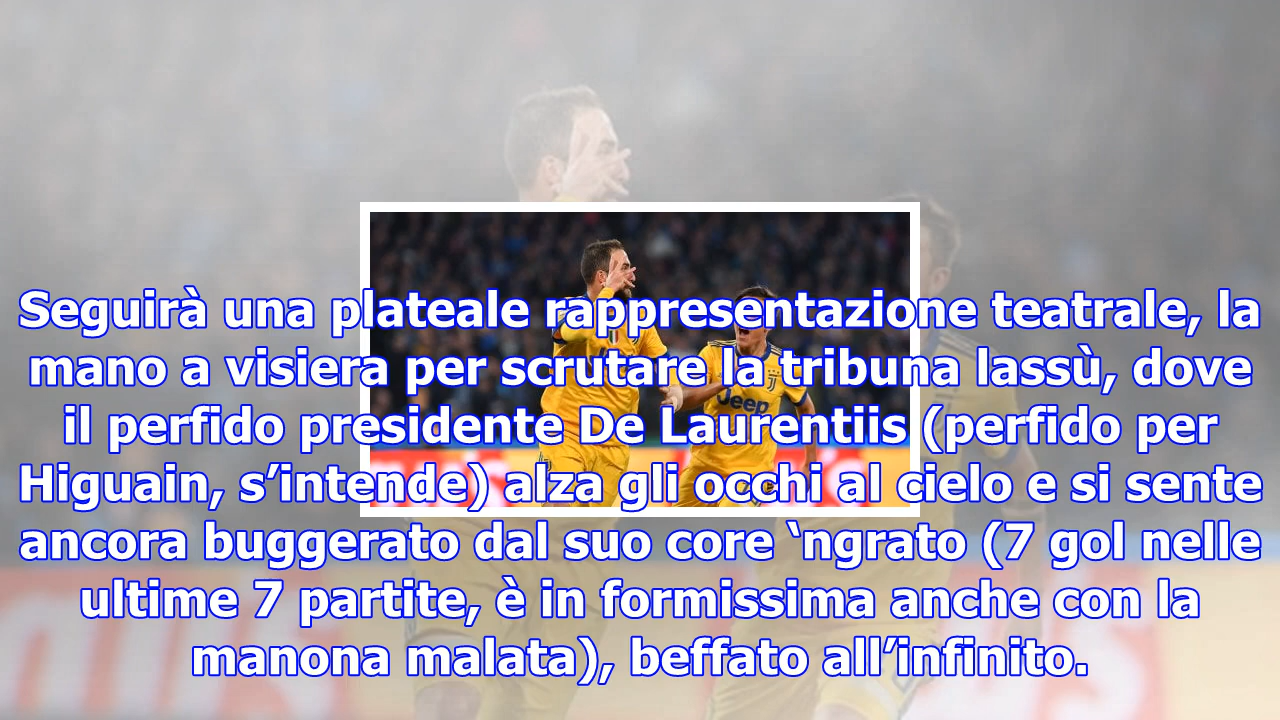 Seguirà una plateale rappresentazione teatrale, la
mano a visiera per scrutare la tribuna lassù, dove
il perfido presidente De Laurentiis (perfido per
Higuain, s’intende) alza gli occhi al cielo e si sente
ancora buggerato dal suo core ‘ngrato (7 gol nelle
ultime 7 partite, è in formissima anche con la
manona malata), beffato all’infinito.
Jeep